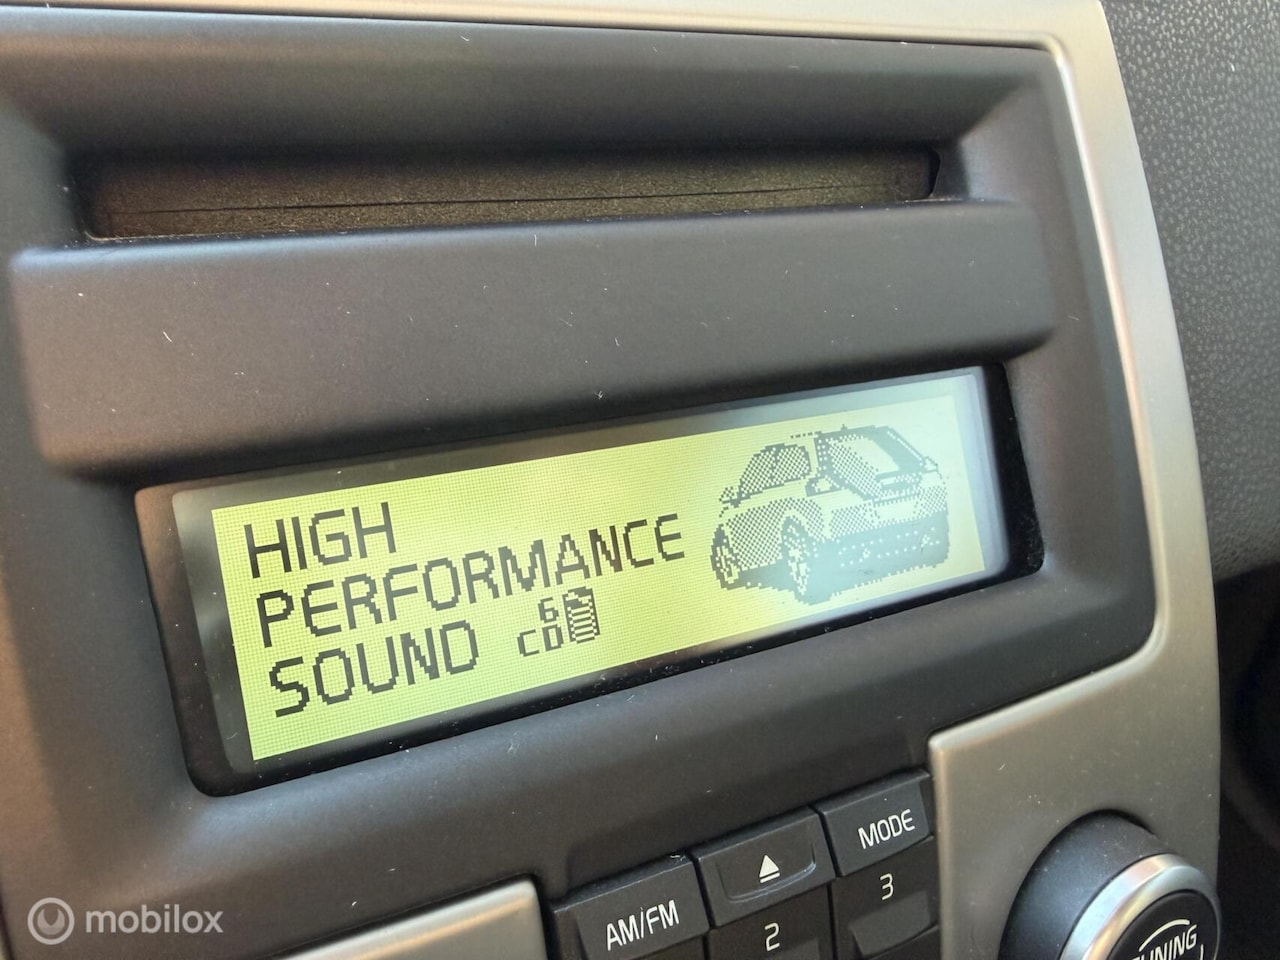 HIGH
PERFORMANCE
SOUND
6
CD
MODE
AM/FM
2
3
TUNING
mobilox